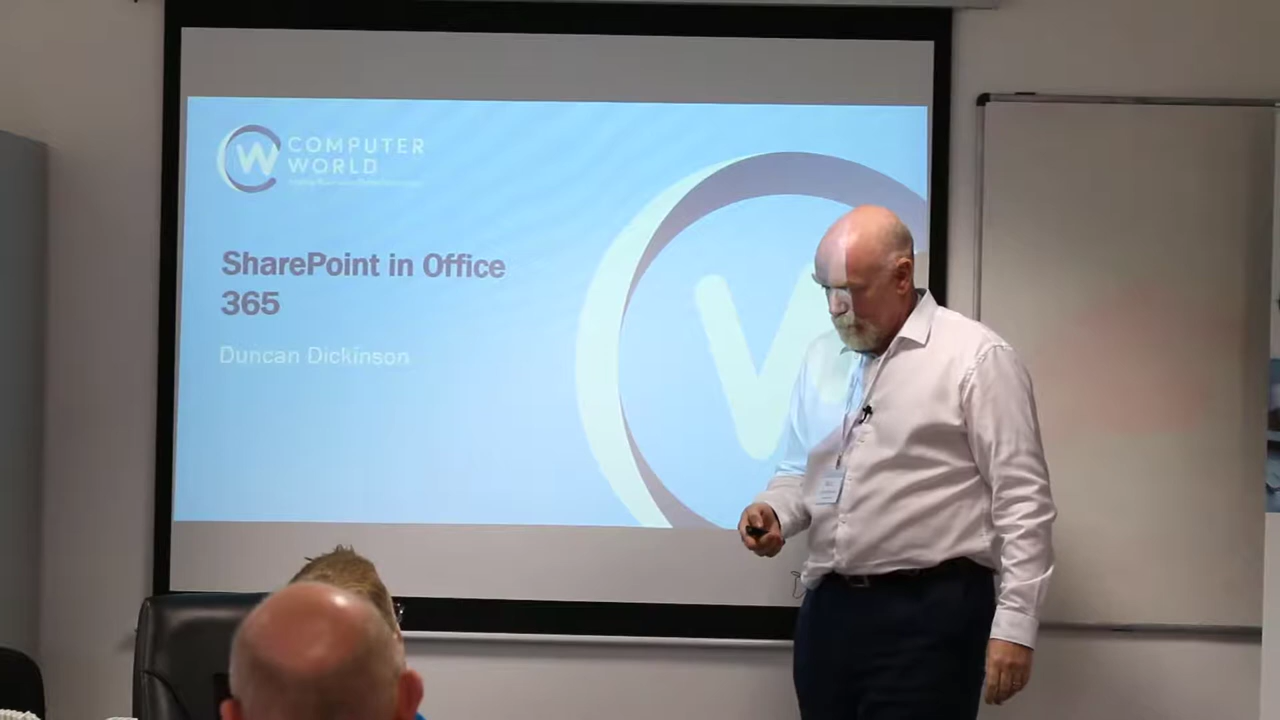 COMPUTER
WORLD
SharePoint in Office
365
Duncan Dickinson
W